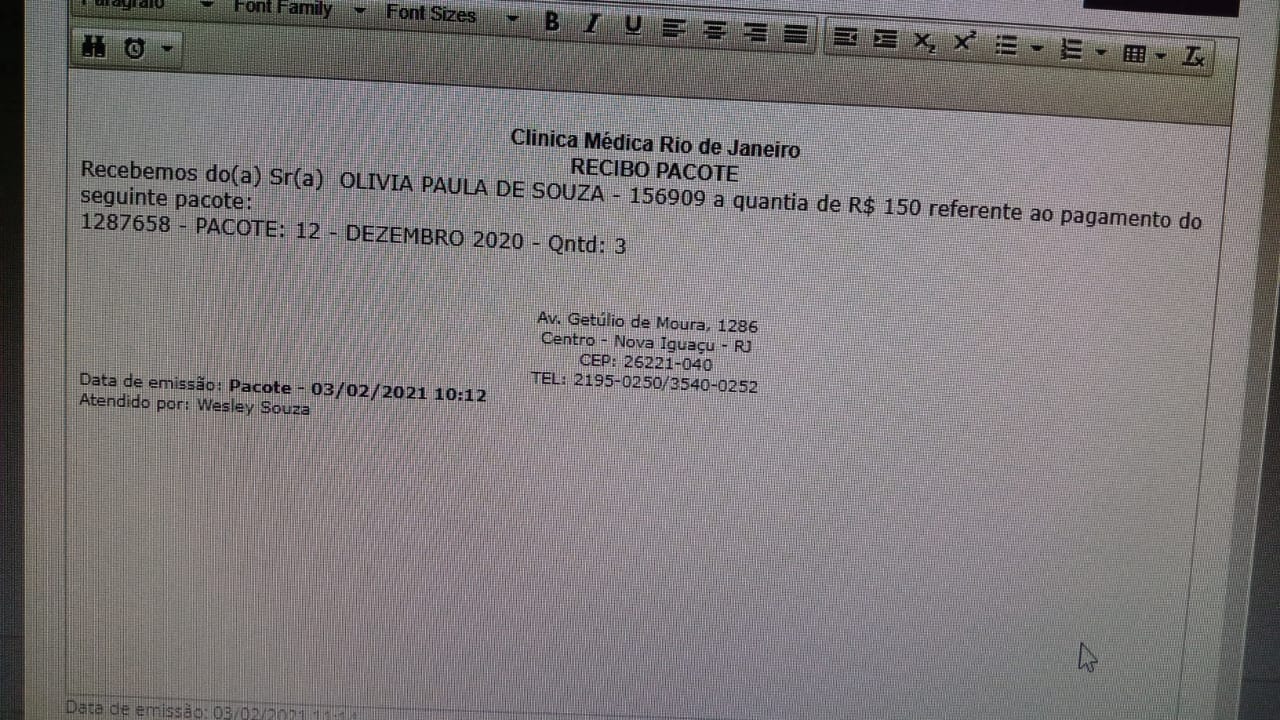 Parágrafo Font Family Font Sizes B I U
Clinica Médica Rio de Janeiro
RECIBO PACOTE
Recebemos do(a) Sr(a) OLIVIA PAULA DE SOUZA - 156909 a quantia de R$ 150 referente ao pagamento do
seguinte pacote:
1287658 - PACOTE: 12 - DEZEMBRO 2020 - Qntd: 3
Av. Getúlio de Moura, 1286
Centro - Nova Iguaçu - RJ
CEP: 26221-040
TEL: 2195-0250/3540-0252
Data de emissão: Pacote - 03/02/2021 10:12
Atendido por: Wesley Souza
Data de emissão: 03/02/2021